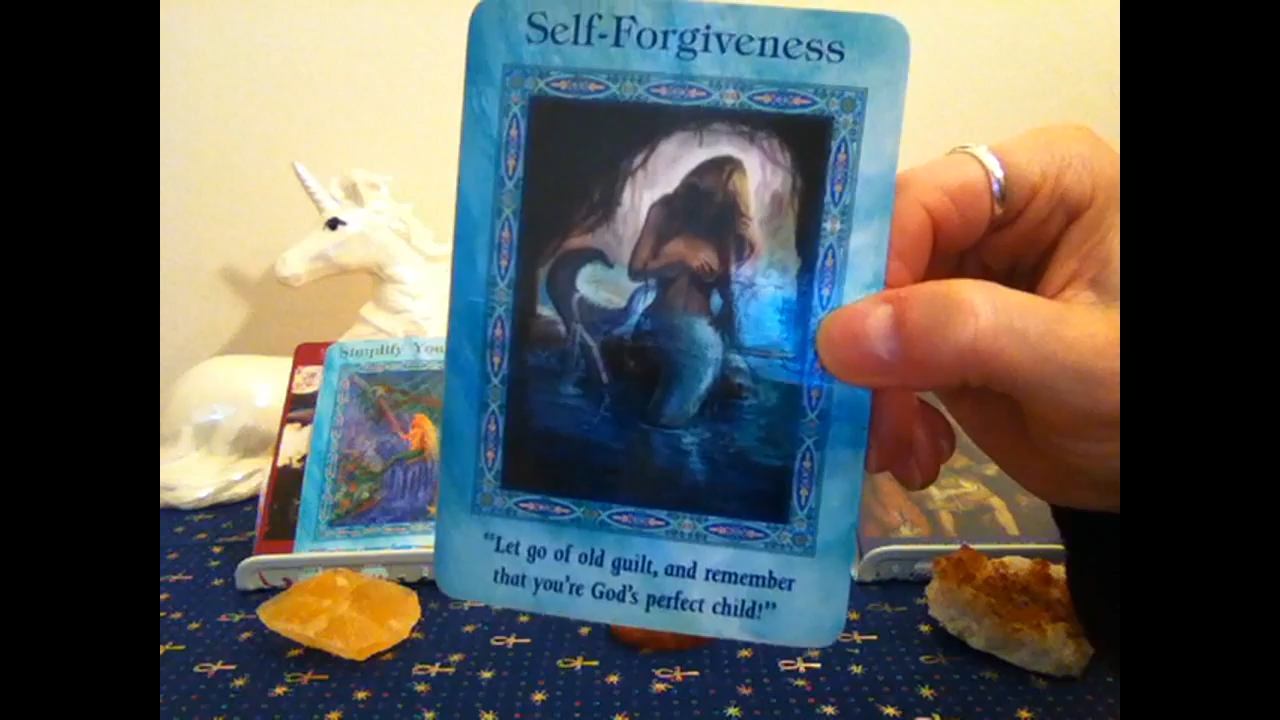 Self-Forgiveness
Simplify You
“Let go of old guilt, and remember
that you’re God’s perfect child!”